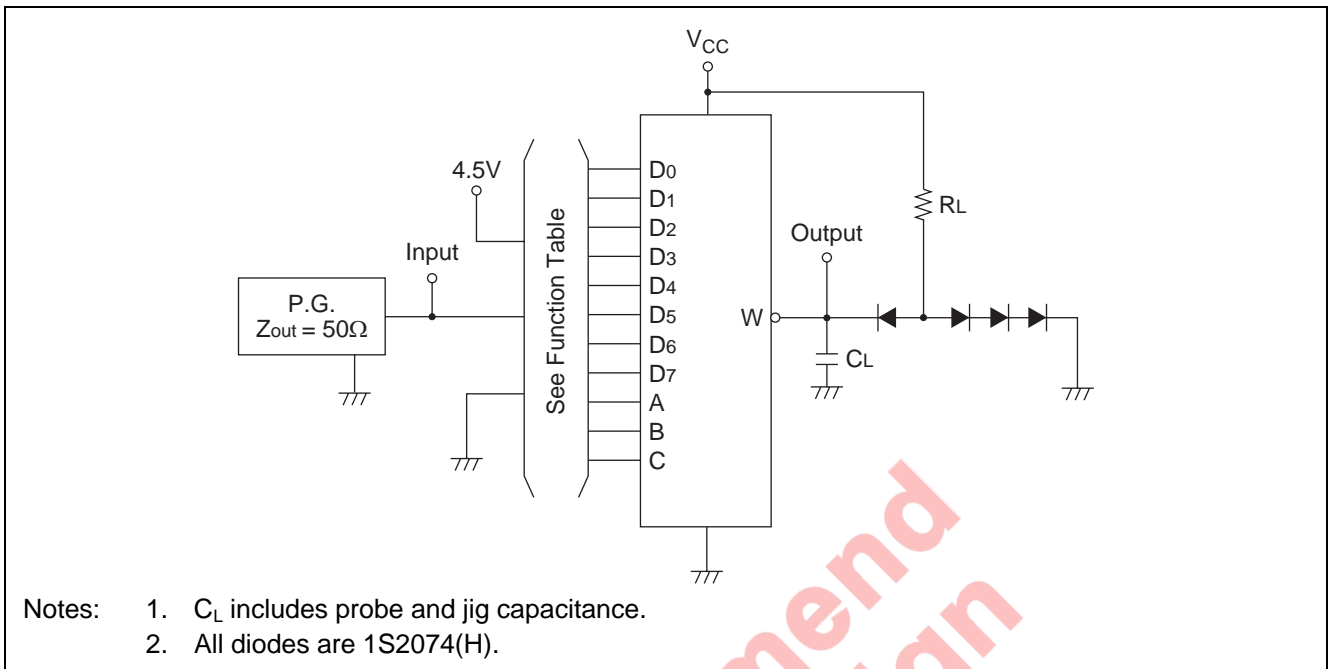 VCC
4.5V
Input
P.G.
Zout = 50Ω
See Function Table
D0
D1
D2
D3
D4
D5
D6
D7
A
B
C
W
Output
RL
CL
Notes: 1. CL includes probe and jig capacitance.
2. All diodes are 1S2074(H).